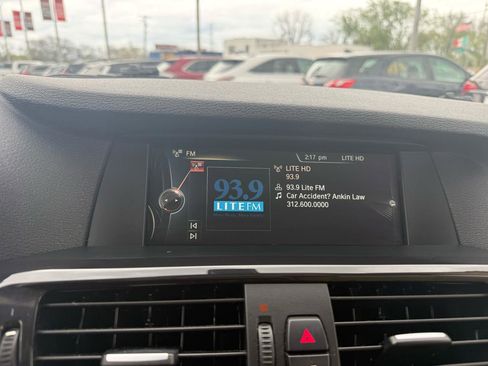 FM
2:17 pm LITE HD
LITE HD
93.9
93.9 Lite FM
Car Accident? Ankin Law
312.600.0000
93.9
LITE FM